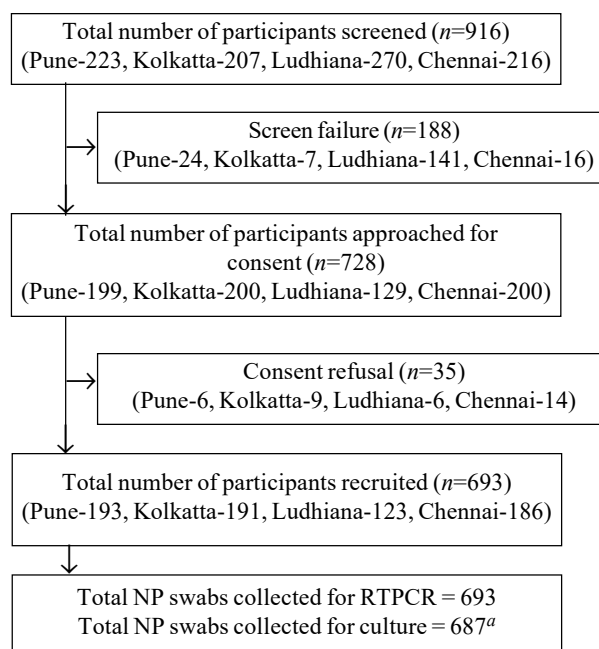 Total number of participants screened (n=916)
(Pune-223, Kolkatta-207, Ludhiana-270, Chennai-216)
Screen failure (n=188)
(Pune-24, Kolkatta-7, Ludhiana-141, Chennai-16)
Total number of participants approached for
consent (n=728)
(Pune-199, Kolkatta-200, Ludhiana-129, Chennai-200)
Consent refusal (n=35)
(Pune-6, Kolkatta-9, Ludhiana-6, Chennai-14)
Total number of participants recruited (n=693)
(Pune-193, Kolkatta-191, Ludhiana-123, Chennai-186)
Total NP swabs collected for RTPCR = 693
Total NP swabs collected for culture = 687ᵃ